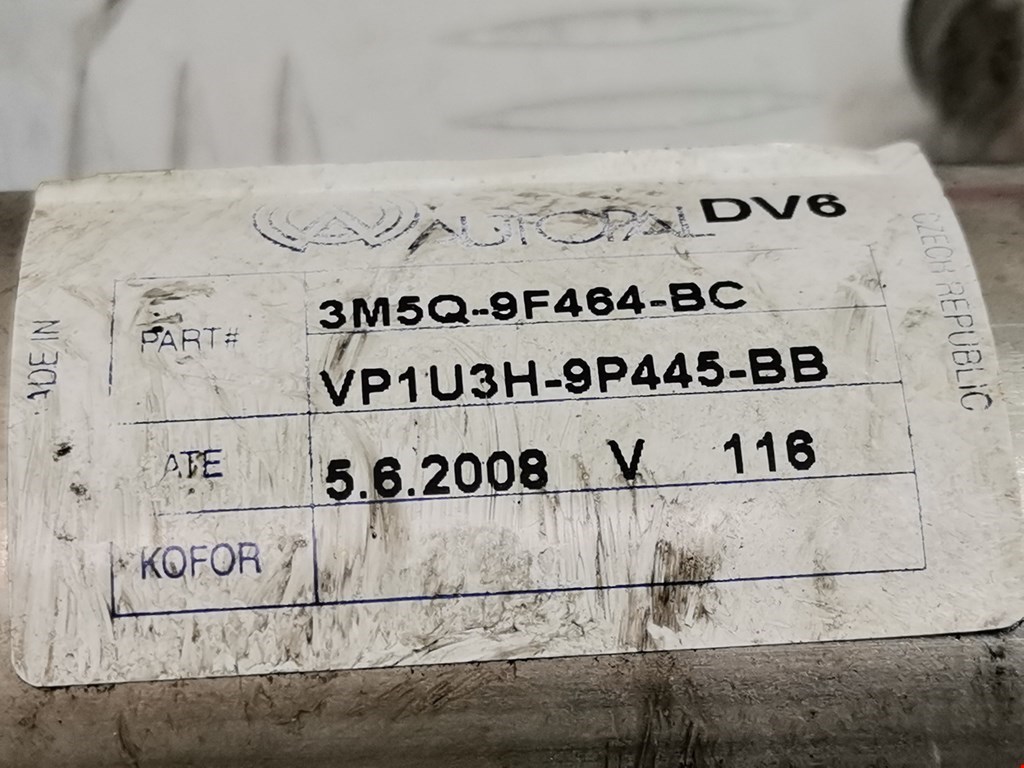 AUTOPAL DV6
PART# 3M5Q-9F464-BC
VP1U3H-9P445-BB
ATE 5.6.2008 V 116
KOFOR
ADE IN
CZECH REPUBLIC